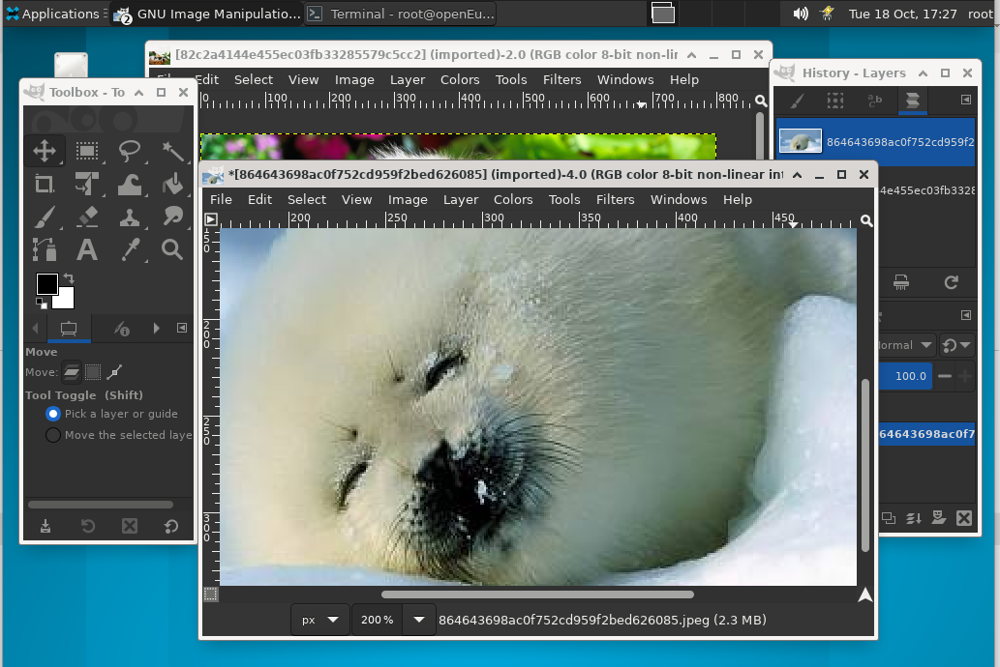 Applications
GNU Image Manipulatio...
Terminal - root@openEu...
Tue 18 Oct, 17:27
root
[82c2a4144e455ec03fb33285579c5cc2] (imported)-2.0 (RGB color 8-bit non-lin
Edit Select View Image Layer Colors Tools Filters Windows Help
0 100 200 300 400 500 600 700 800
Toolbox - To
Move
Move:
Tool Toggle (Shift)
Pick a layer or guide
Move the selected laye
*[864643698ac0f752cd959f2bed626085] (imported)-4.0 (RGB color 8-bit non-linear int
File Edit Select View Image Layer Colors Tools Filters Windows Help
200 250 300 350 400 450
150
200
250
300
px 200 % 864643698ac0f752cd959f2bed626085.jpeg (2.3 MB)
History - Layers
a b
864643698ac0f752cd959f2
4e455ec03fb3328
ormal
100.0
64643698ac0f7